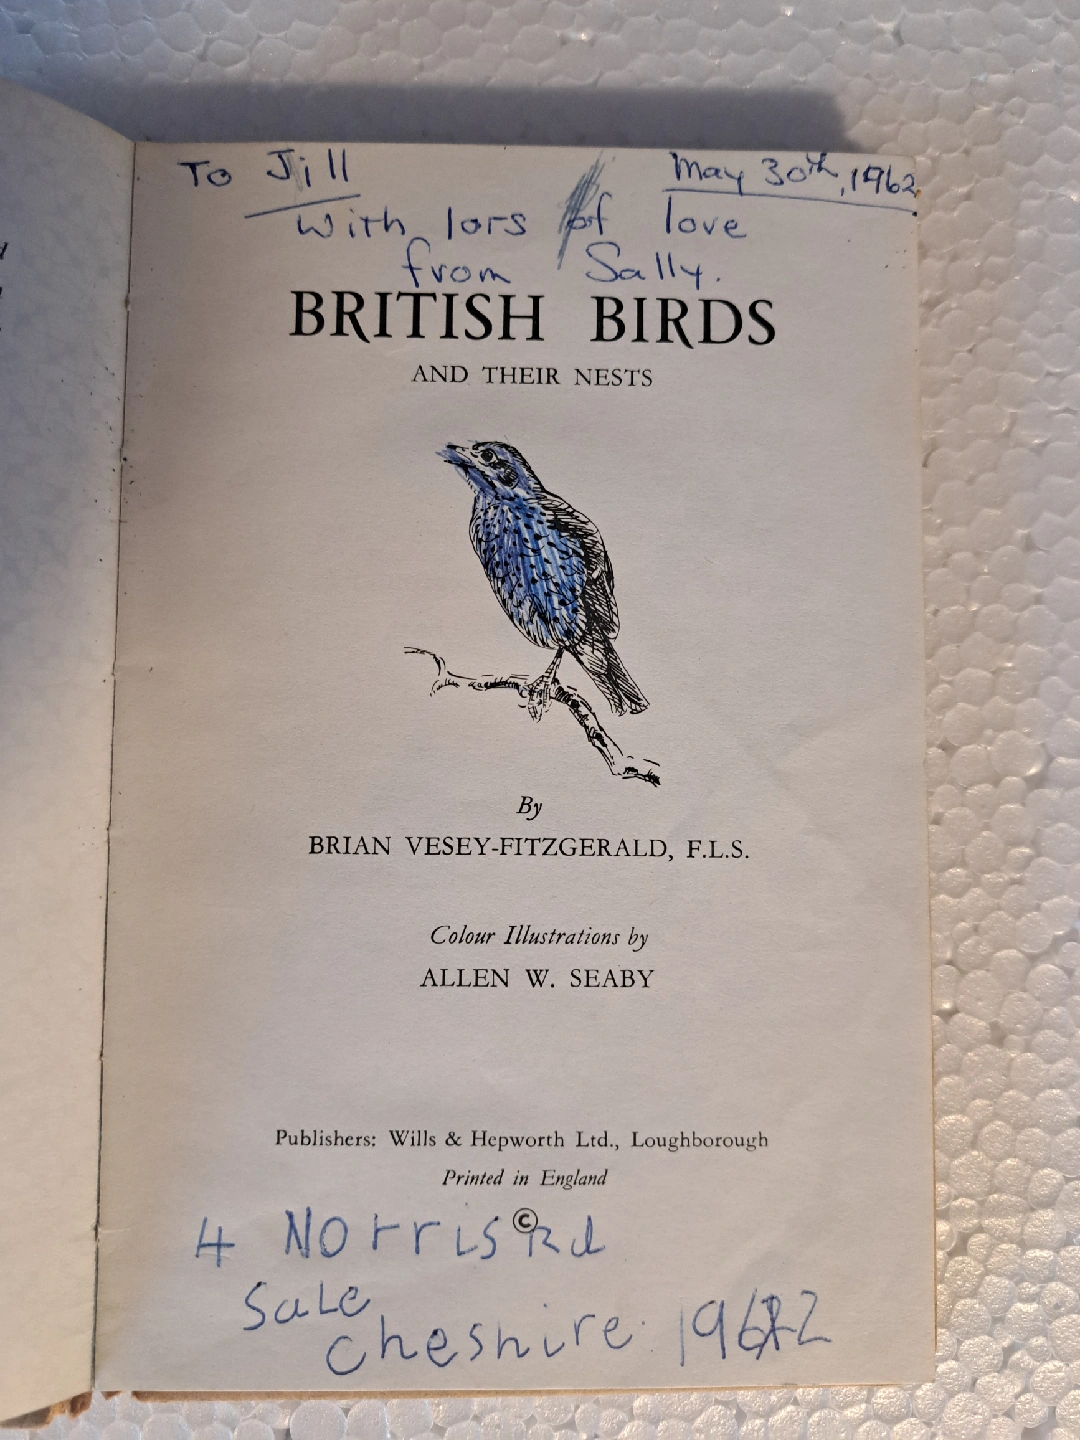 To Jill May 30th, 1962
With lors of love
from Sally.
BRITISH BIRDS
AND THEIR NESTS
By
BRIAN VESEY-FITZGERALD, F.L.S.
Colour Illustrations by
ALLEN W. SEABY
Publishers: Wills & Hepworth Ltd., Loughborough
Printed in England
©
4 Norris Rd
Sale
Cheshire 1962